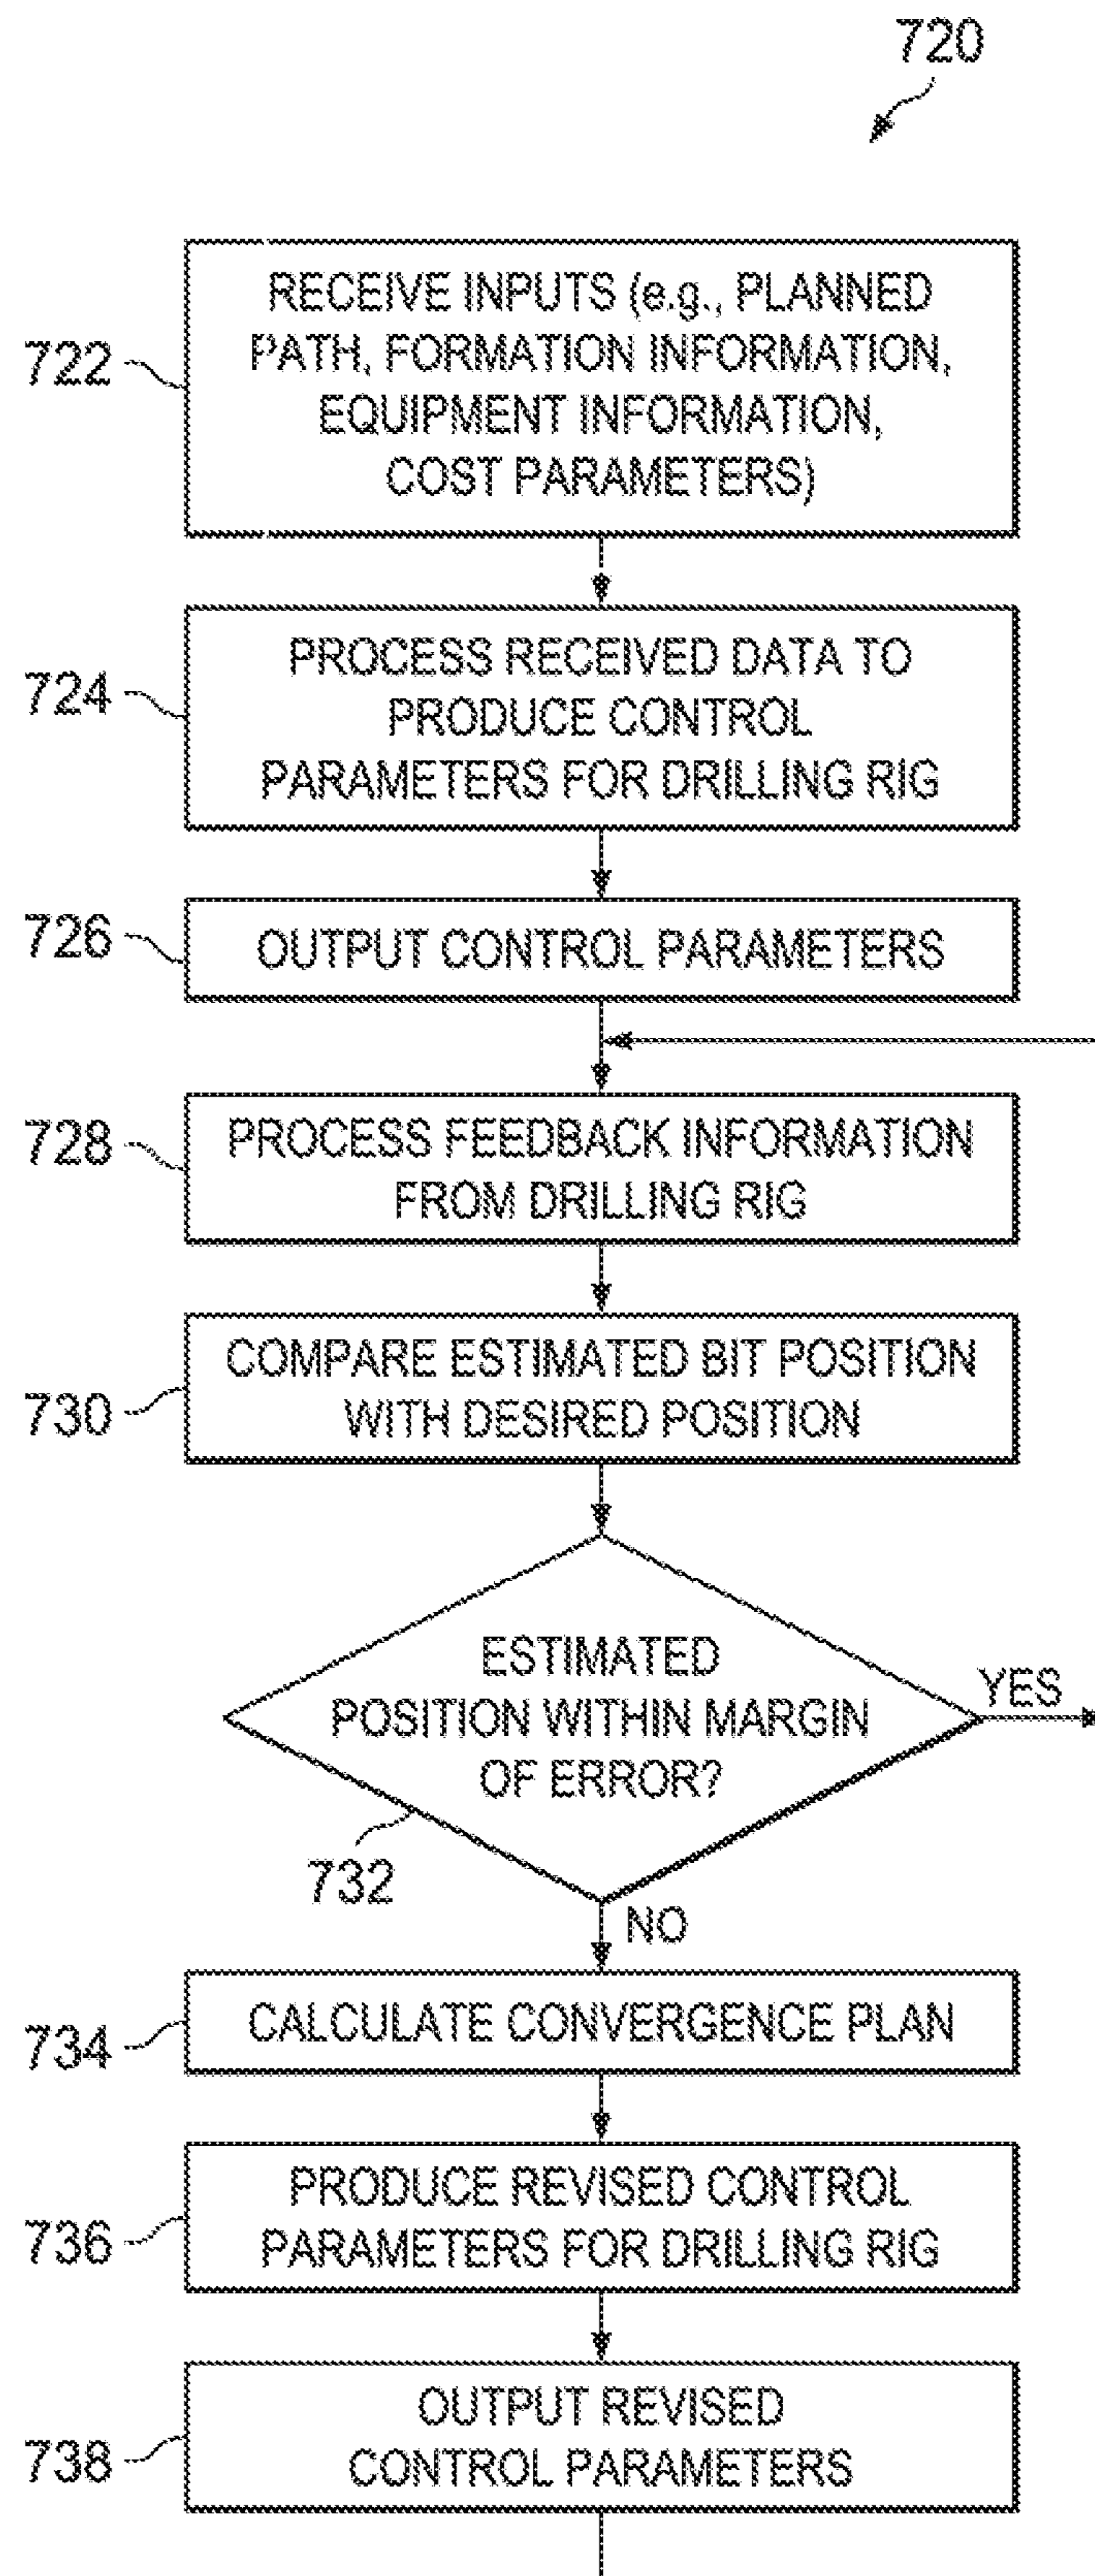 720
722
RECEIVE INPUTS (e.g., PLANNED
PATH, FORMATION INFORMATION,
EQUIPMENT INFORMATION,
COST PARAMETERS)
724
PROCESS RECEIVED DATA TO
PRODUCE CONTROL
PARAMETERS FOR DRILLING RIG
726
OUTPUT CONTROL PARAMETERS
728
PROCESS FEEDBACK INFORMATION
FROM DRILLING RIG
730
COMPARE ESTIMATED BIT POSITION
WITH DESIRED POSITION
ESTIMATED
POSITION WITHIN MARGIN
OF ERROR?
YES
732
NO
734
CALCULATE CONVERGENCE PLAN
736
PRODUCE REVISED CONTROL
PARAMETERS FOR DRILLING RIG
738
OUTPUT REVISED
CONTROL PARAMETERS